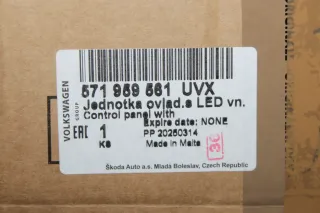 571 959 561 UVX
Jednotka ovlad.s LED vn.
Control panel with
Expire date: NONE
VOLKSWAGEN
GROUP
EAC
1
KS
PP 20250314
Made in Malta
Škoda Auto a.s. Mladá Boleslav, Czech Republic